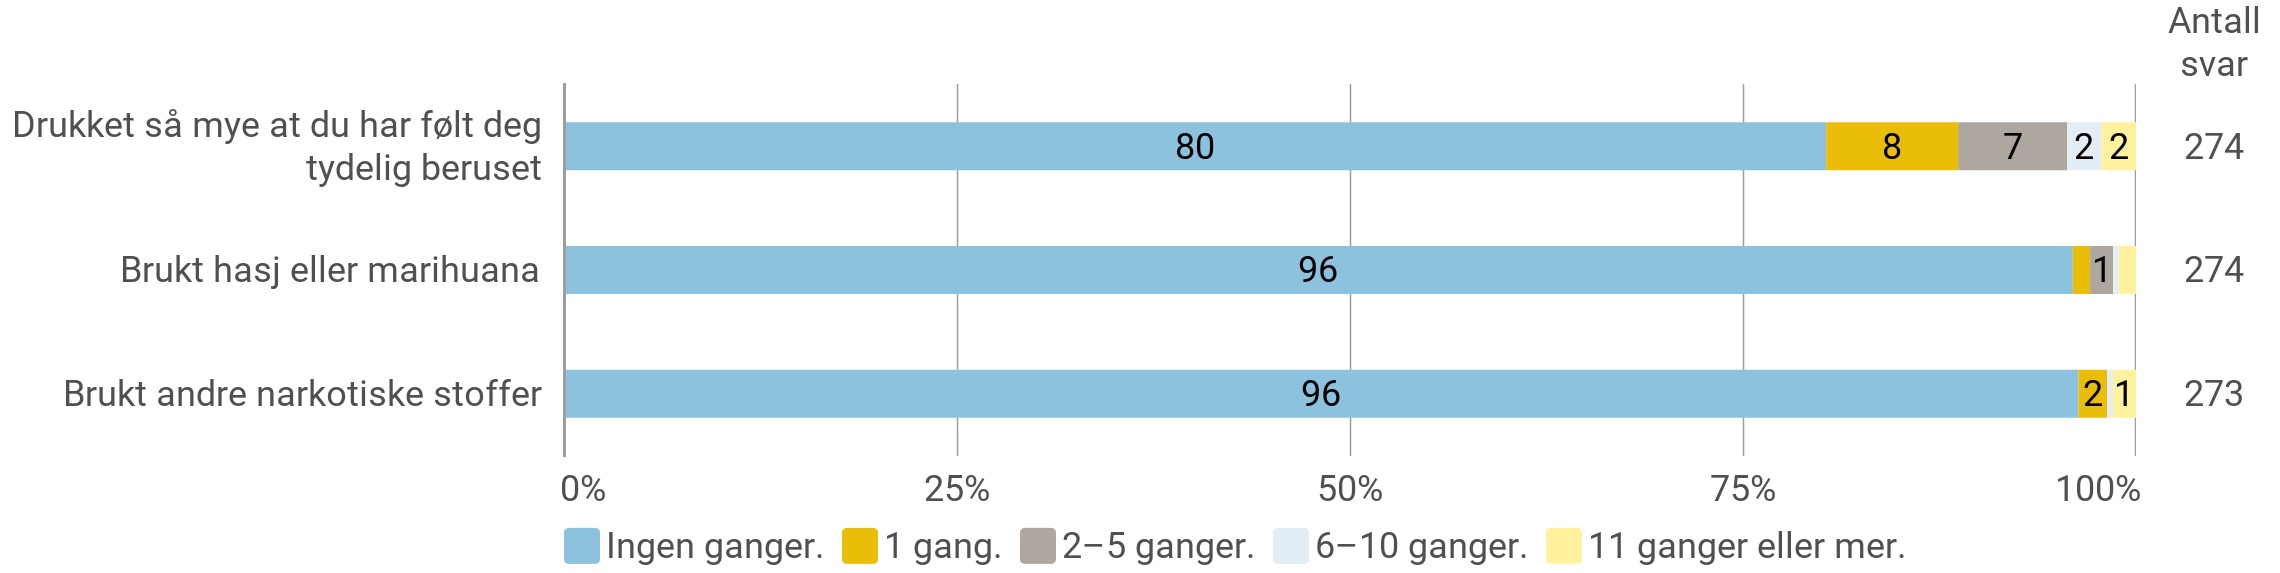 Antall
svar
Drukket så mye at du har følt deg
tydelig beruset
80 8 7 2 2 274
Brukt hasj eller marihuana 96 1 274
Brukt andre narkotiske stoffer 96 2 1 273
0% 25% 50% 75% 100%
Ingen ganger. 1 gang. 2–5 ganger. 6–10 ganger. 11 ganger eller mer.